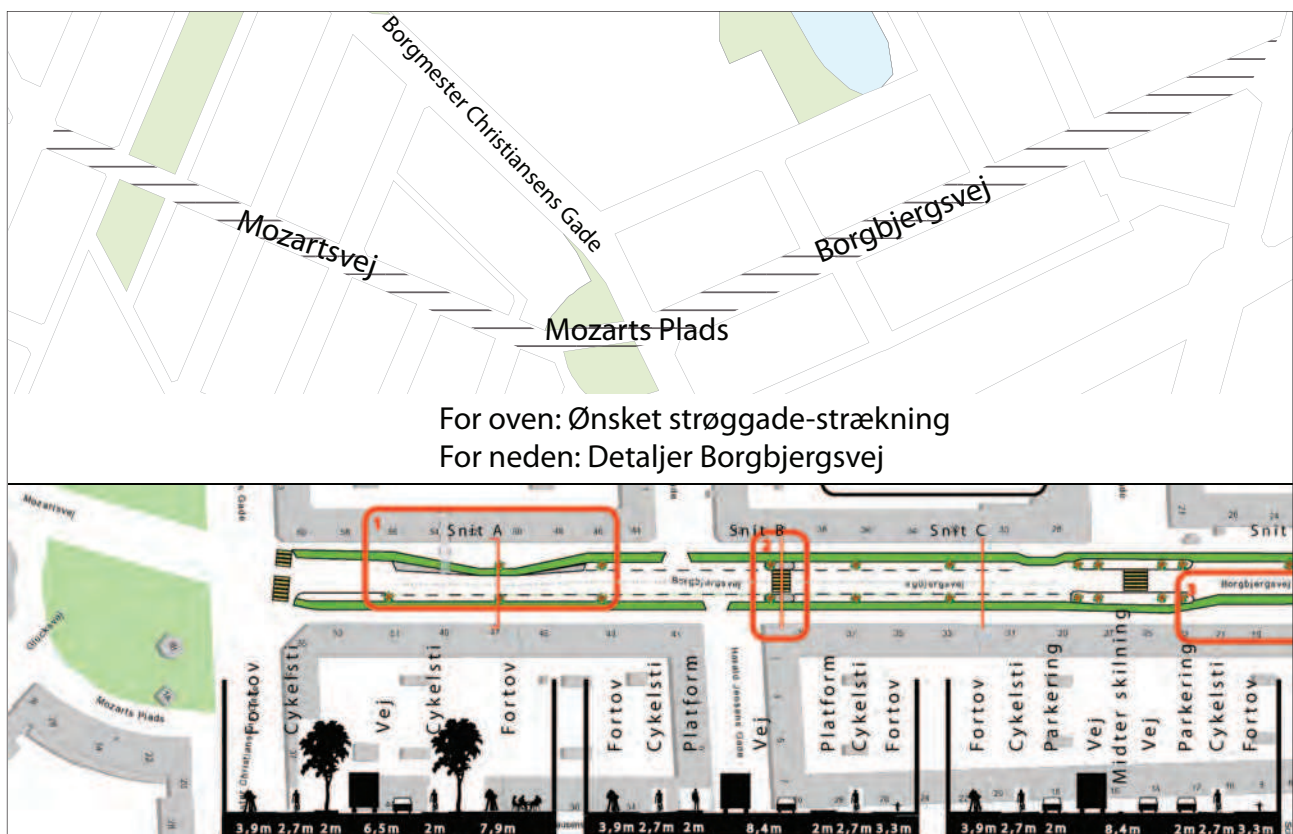 Borgmester Christiansens Gade
Mozartsvej
Borgbjergsvej
Mozarts Plads
For oven: Ønsket strøggade-strækning
For neden: Detaljer Borgbjergsvej
Mozartsvej
Glucksvej
Mozarts Plads
1
Snit A
Snit B
Snit C
Snit
Borgbjergsvej
Borgbjergsvej
Fortov
Cykelsti
Vej
Cykelsti
Fortov
Fortov
Cykelsti
Platform
Vej
Platform
Cykelsti
Fortov
Fortov
Cykelsti
Parkering
Vej
Midter skilning
Vej
Parkering
Cykelsti
Fortov
3,9m 2,7m 2m 6,5m 2m 7,9m
3,9m 2,7m 2m 8,4m 2m 2,7m 3,3m
3,9m 2,7m 2m 8,4m 2m 2,7m 3,3m